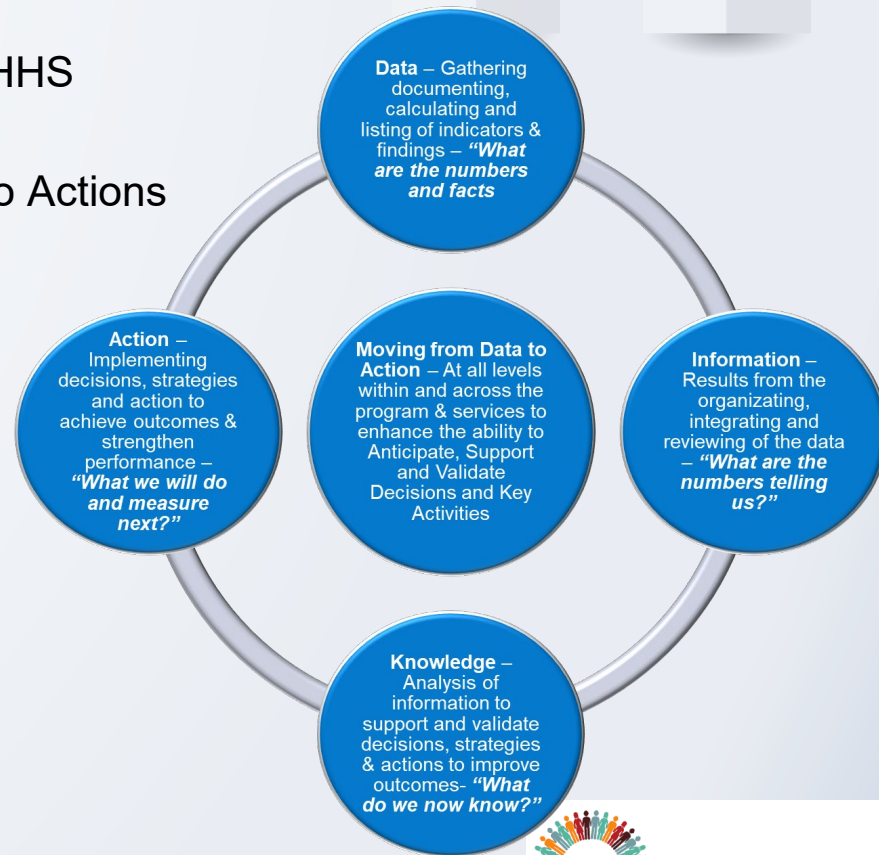 HHS
o Actions
Data – Gathering
documenting,
calculating and
listing of indicators &
findings – “What
are the numbers
and facts
Action –
Implementing
decisions, strategies
and action to
achieve outcomes &
strengthen
performance –
“What we will do
and measure
next?”
Moving from Data to
Action – At all levels
within and across the
program & services to
enhance the ability to
Anticipate, Support
and Validate
Decisions and Key
Activities
Information –
Results from the
organizating,
integrating and
reviewing of the data
– “What are the
numbers telling
us?”
Knowledge –
Analysis of
information to
support and validate
decisions, strategies
& actions to improve
outcomes- “What
do we now know?”